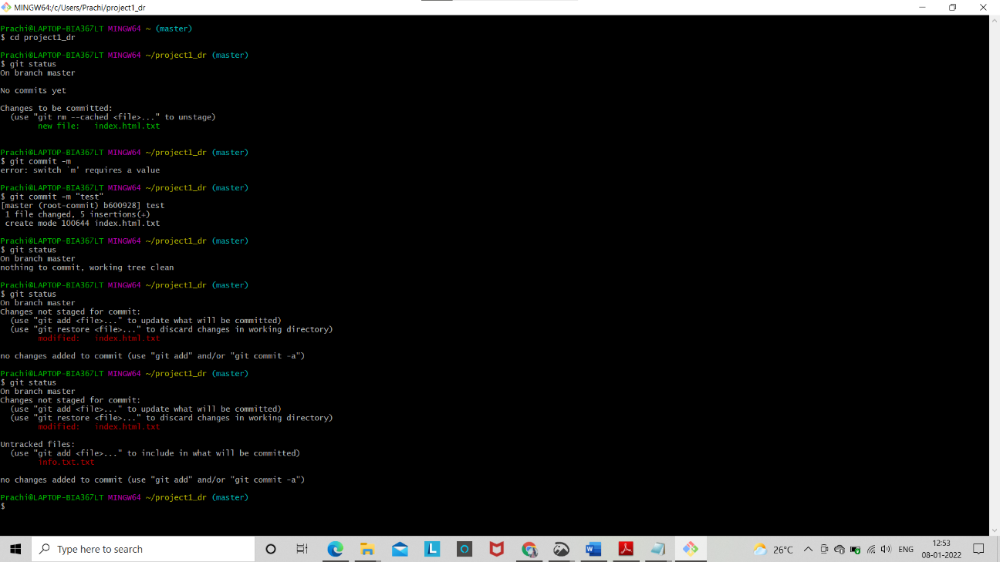 MINGW64:/c/Users/Prachi/project1_dr
Prachi@LAPTOP-BIA367LT MINGW64 ~ (master)
$ cd project1_dr
Prachi@LAPTOP-BIA367LT MINGW64 ~/project1_dr (master)
$ git status
On branch master
No commits yet
Changes to be committed:
(use "git rm --cached <file>..." to unstage)
new file: index.html.txt
Prachi@LAPTOP-BIA367LT MINGW64 ~/project1_dr (master)
$ git commit -m
error: switch `m' requires a value
Prachi@LAPTOP-BIA367LT MINGW64 ~/project1_dr (master)
$ git commit -m "test"
[master (root-commit) b600928] test
1 file changed, 5 insertions(+)
create mode 100644 index.html.txt
Prachi@LAPTOP-BIA367LT MINGW64 ~/project1_dr (master)
$ git status
On branch master
nothing to commit, working tree clean
Prachi@LAPTOP-BIA367LT MINGW64 ~/project1_dr (master)
$ git status
On branch master
Changes not staged for commit:
(use "git add <file>..." to update what will be committed)
(use "git restore <file>..." to discard changes in working directory)
modified: index.html.txt
no changes added to commit (use "git add" and/or "git commit -a")
Prachi@LAPTOP-BIA367LT MINGW64 ~/project1_dr (master)
$ git status
On branch master
Changes not staged for commit:
(use "git add <file>..." to update what will be committed)
(use "git restore <file>..." to discard changes in working directory)
modified: index.html.txt
Untracked files:
(use "git add <file>..." to include in what will be committed)
info.txt.txt
no changes added to commit (use "git add" and/or "git commit -a")
Prachi@LAPTOP-BIA367LT MINGW64 ~/project1_dr (master)
$
Type here to search
L
W
26°C
ENG
12:53
08-01-2022